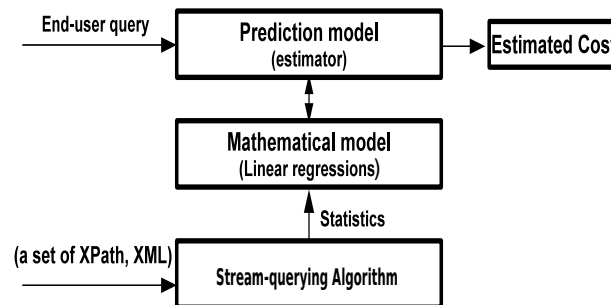 End-user query
Prediction model
(estimator)
Estimated Cost
Mathematical model
(Linear regressions)
Statistics
(a set of XPath, XML)
Stream-querying Algorithm